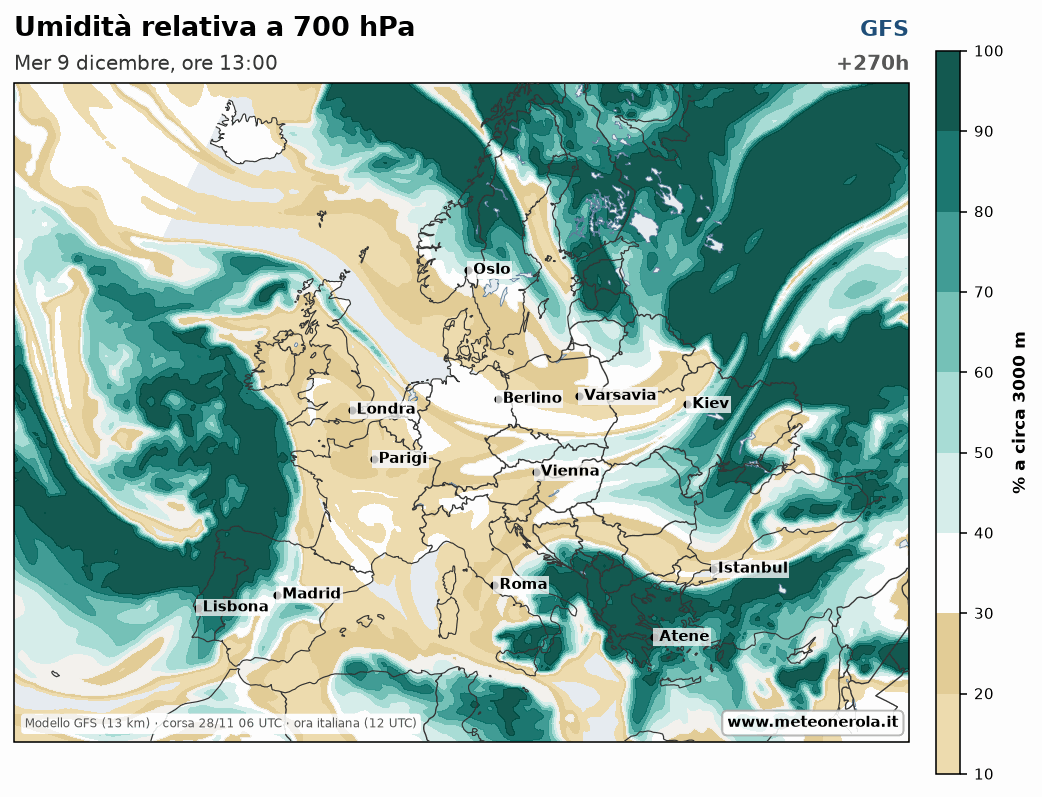 Umidità relativa a 700 hPa
GFS
Mer 9 dicembre, ore 13:00
+270h
100
90
80
70
60
50
40
30
20
10
% a circa 3000 m
Oslo
Berlino
Varsavia
Kiev
Londra
Parigi
Vienna
Istanbul
Roma
Madrid
Lisbona
Atene
Modello GFS (13 km) · corsa 28/11 06 UTC · ora italiana (12 UTC)
www.meteonerola.it